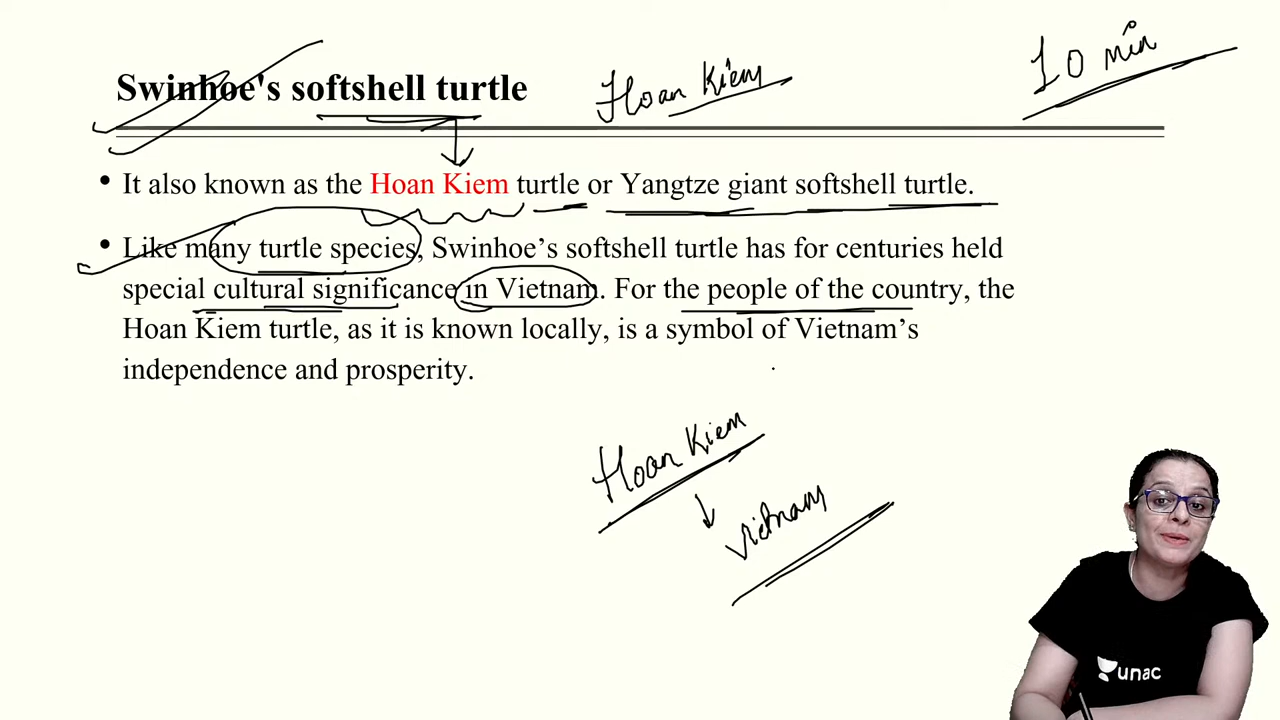 10 min
Swinhoe's softshell turtle
Hoan Kiem
• It also known as the Hoan Kiem turtle or Yangtze giant softshell turtle.
• Like many turtle species, Swinhoe’s softshell turtle has for centuries held
special cultural significance in Vietnam. For the people of the country, the
Hoan Kiem turtle, as it is known locally, is a symbol of Vietnam’s
independence and prosperity.
Hoan Kiem
Vietnam
unac